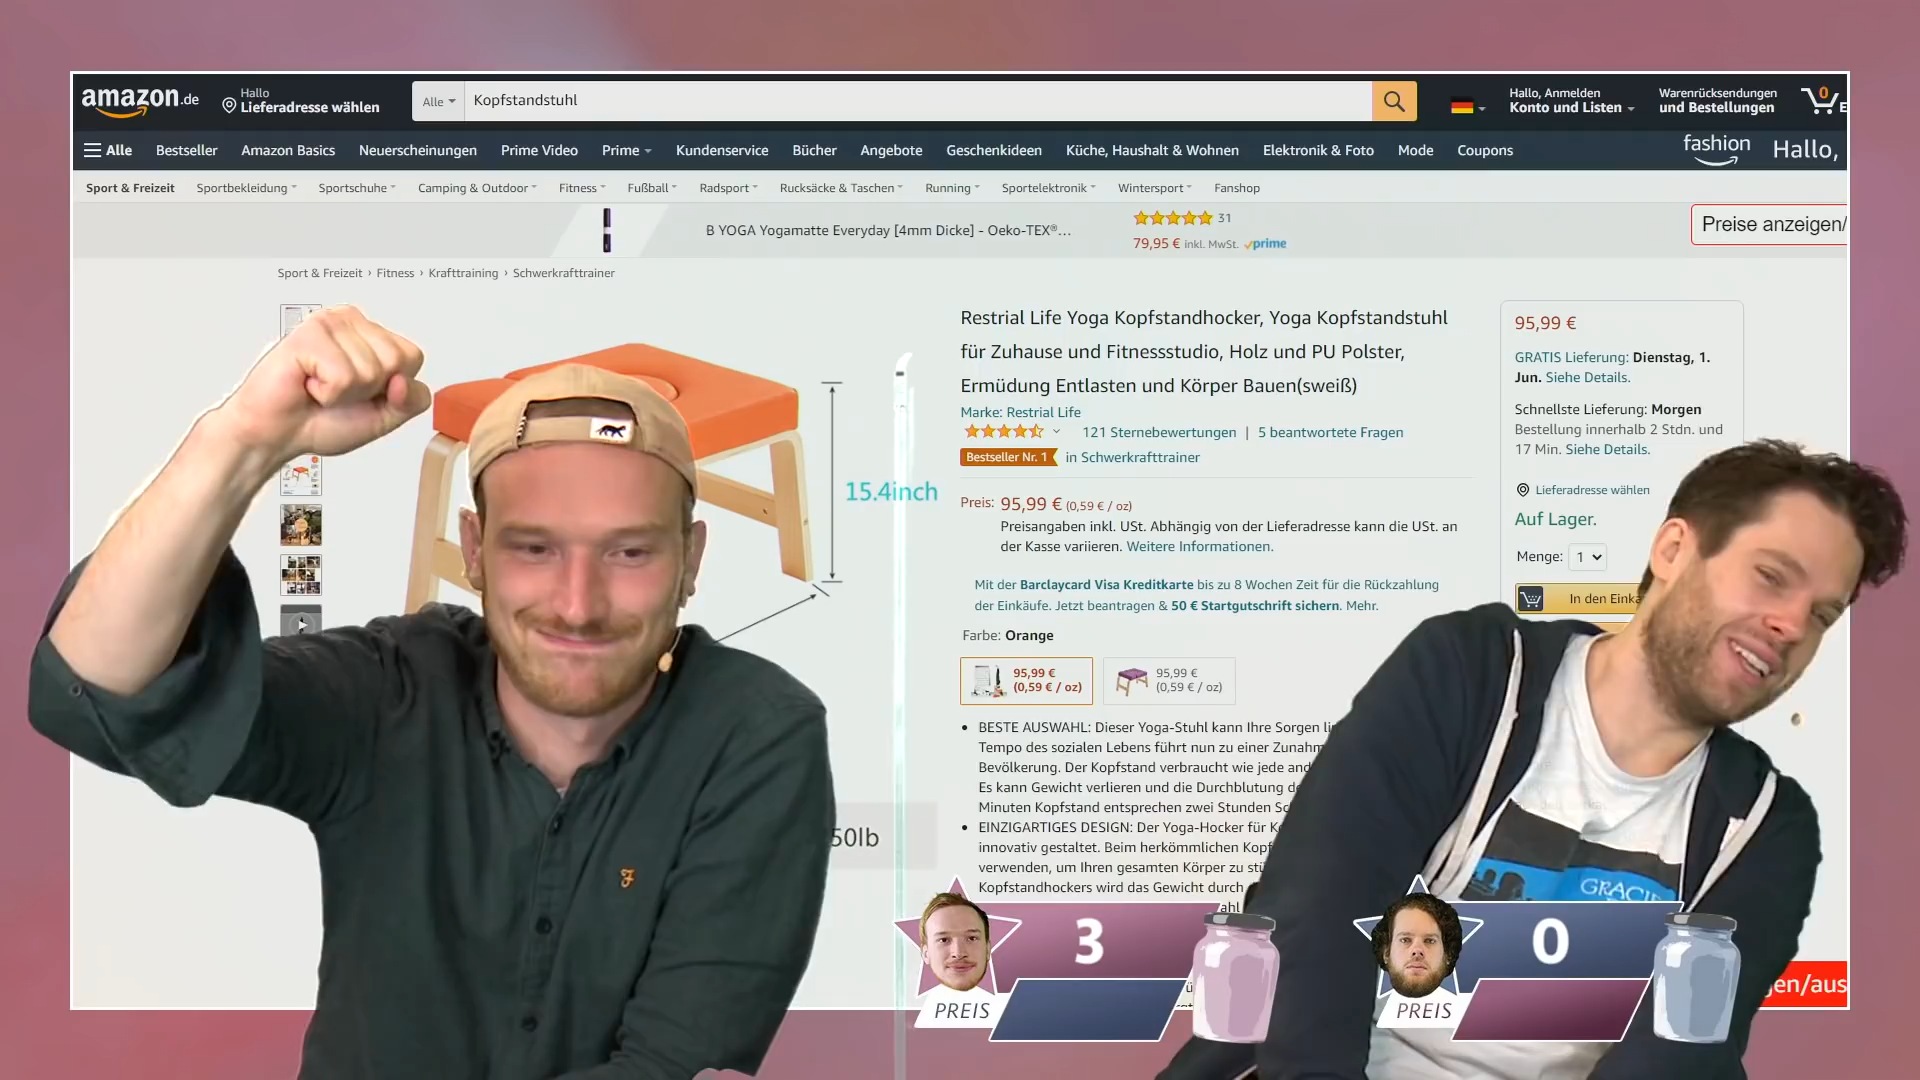 amazon.de
Hallo
Lieferadresse wählen
Alle
Kopfstandstuhl
Hallo, Anmelden
Konto und Listen
Warenrücksendungen
und Bestellungen
0
E
Alle Bestseller Amazon Basics Neuerscheinungen Prime Video Prime Kundenservice Bücher Angebote Geschenkideen Küche, Haushalt & Wohnen Elektronik & Foto Mode Coupons
fashion Hallo,
Sport & Freizeit Sportbekleidung Sportschuhe Camping & Outdoor Fitness Fußball Radsport Rucksäcke & Taschen Running Sportelektronik Wintersport Fanshop
B YOGA Yogamatte Everyday [4mm Dicke] - Oeko-TEX®...
31
79,95 € inkl. MwSt. prime
Preise anzeigen/
Sport & Freizeit › Fitness › Krafttraining › Schwerkrafttrainer
15.4inch
50lb
Restrial Life Yoga Kopfstandhocker, Yoga Kopfstandstuhl
für Zuhause und Fitnessstudio, Holz und PU Polster,
Ermüdung Entlasten und Körper Bauen(sweiß)
Marke: Restrial Life
121 Sternebewertungen | 5 beantwortete Fragen
Bestseller Nr. 1 in Schwerkrafttrainer
Preis: 95,99 € (0,59 € / oz)
Preisangaben inkl. USt. Abhängig von der Lieferadresse kann die USt. an
der Kasse variieren. Weitere Informationen.
Mit der Barclaycard Visa Kreditkarte bis zu 8 Wochen Zeit für die Rückzahlung
der Einkäufe. Jetzt beantragen & 50 € Startgutschrift sichern. Mehr.
Farbe: Orange
95,99 €
(0,59 € / oz)
95,99 €
(0,59 € / oz)
BESTE AUSWAHL: Dieser Yoga-Stuhl kann Ihre Sorgen
Tempo des sozialen Lebens führt nun zu einer
Bevölkerung. Der Kopfstand verbraucht wie jede
Es kann Gewicht verlieren und die Durchblutung
Minuten Kopfstand entsprechen zwei Stunden
EINZIGARTIGES DESIGN: Der Yoga-Hocker für
innovativ gestaltet. Beim herkömmlichen
verwenden, um Ihren gesamten Körper zu
Kopfstandhockers wird das Gewicht durch
95,99 €
GRATIS Lieferung: Dienstag, 1.
Jun. Siehe Details.
Schnellste Lieferung: Morgen
Bestellung innerhalb 2 Stdn. und
17 Min. Siehe Details.
Lieferadresse wählen
Auf Lager.
Menge: 1
In den Einka
GRACIE
3
PREIS
0
PREIS
gen/aus